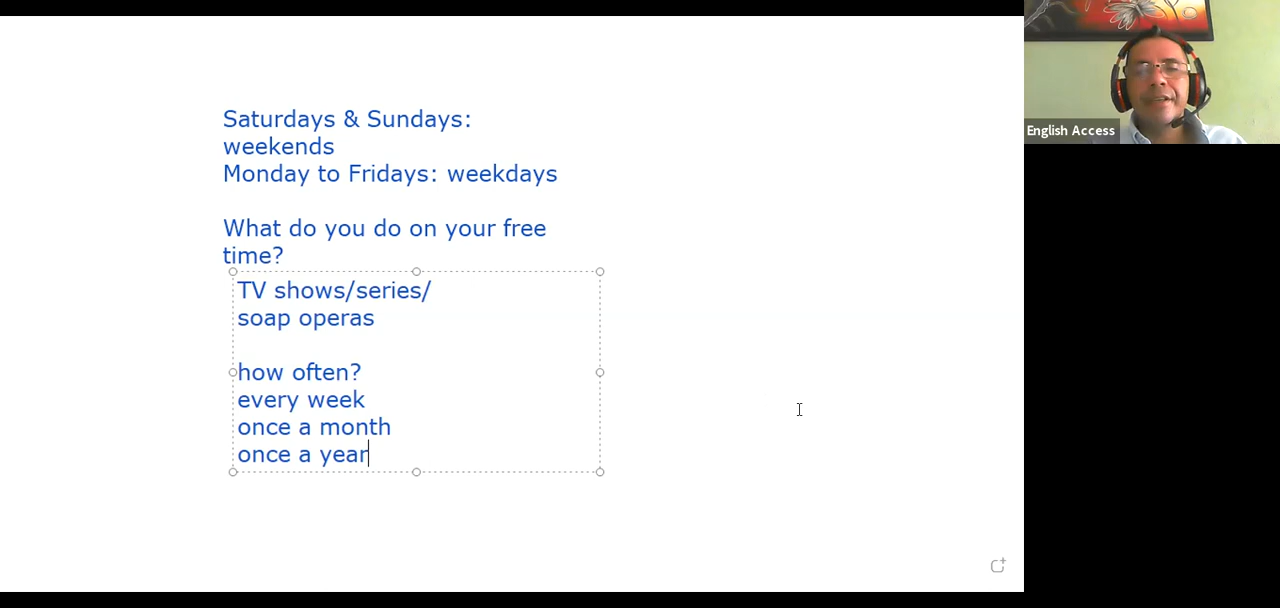 Saturdays & Sundays:
weekends
Monday to Fridays: weekdays
What do you do on your free
time?
TV shows/series/
soap operas
how often?
every week
once a month
once a year
English Access